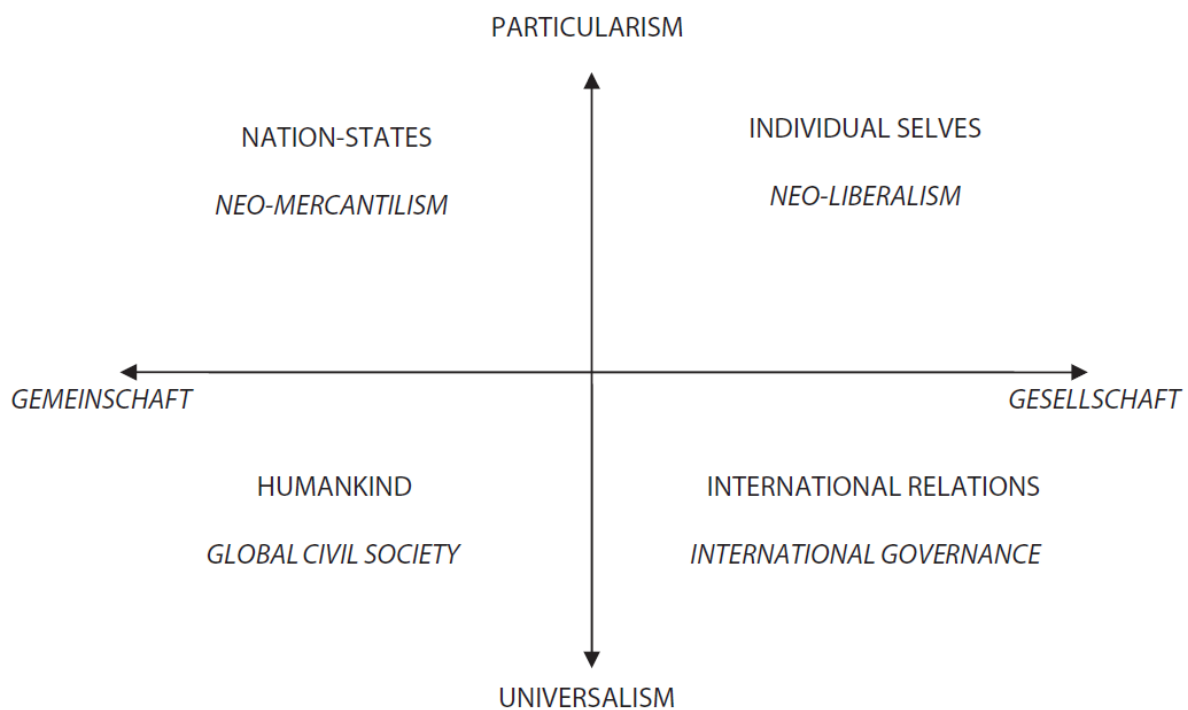 PARTICULARISM
NATION-STATES
NEO-MERCANTILISM
INDIVIDUAL SELVES
NEO-LIBERALISM
GEMEINSCHAFT
GESELLSCHAFT
HUMANKIND
GLOBAL CIVIL SOCIETY
INTERNATIONAL RELATIONS
INTERNATIONAL GOVERNANCE
UNIVERSALISM